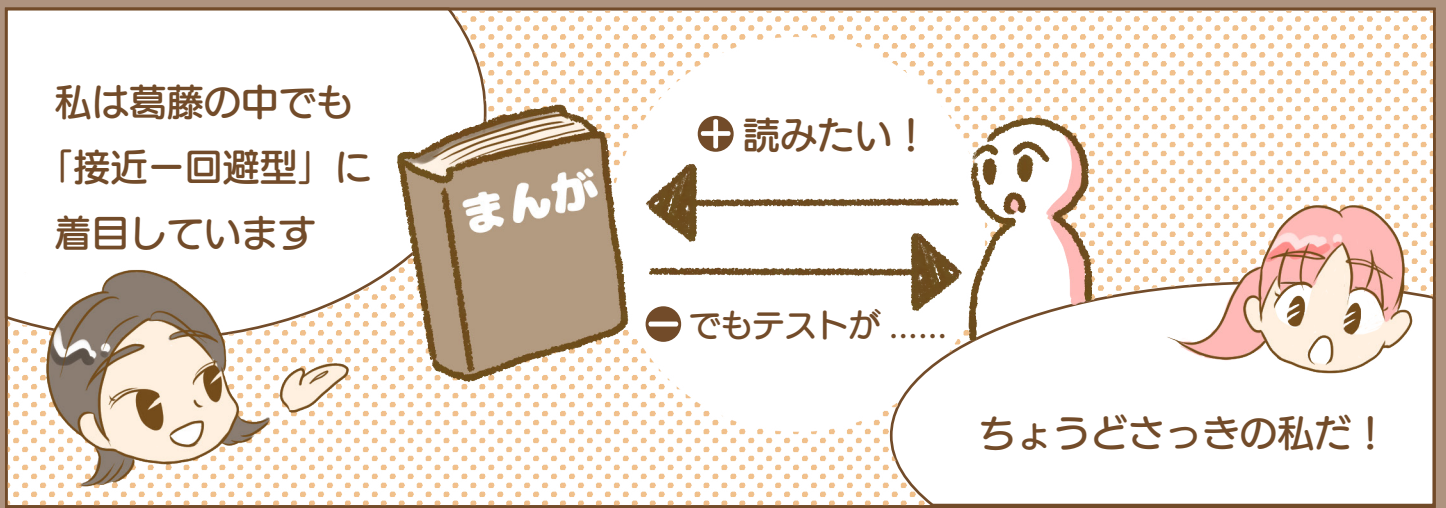 私は葛藤の中でも
「接近ー回避型」に
着目しています
まんが
➕ 読みたい！
➖ でもテストが……
ちょうどさっきの私だ！